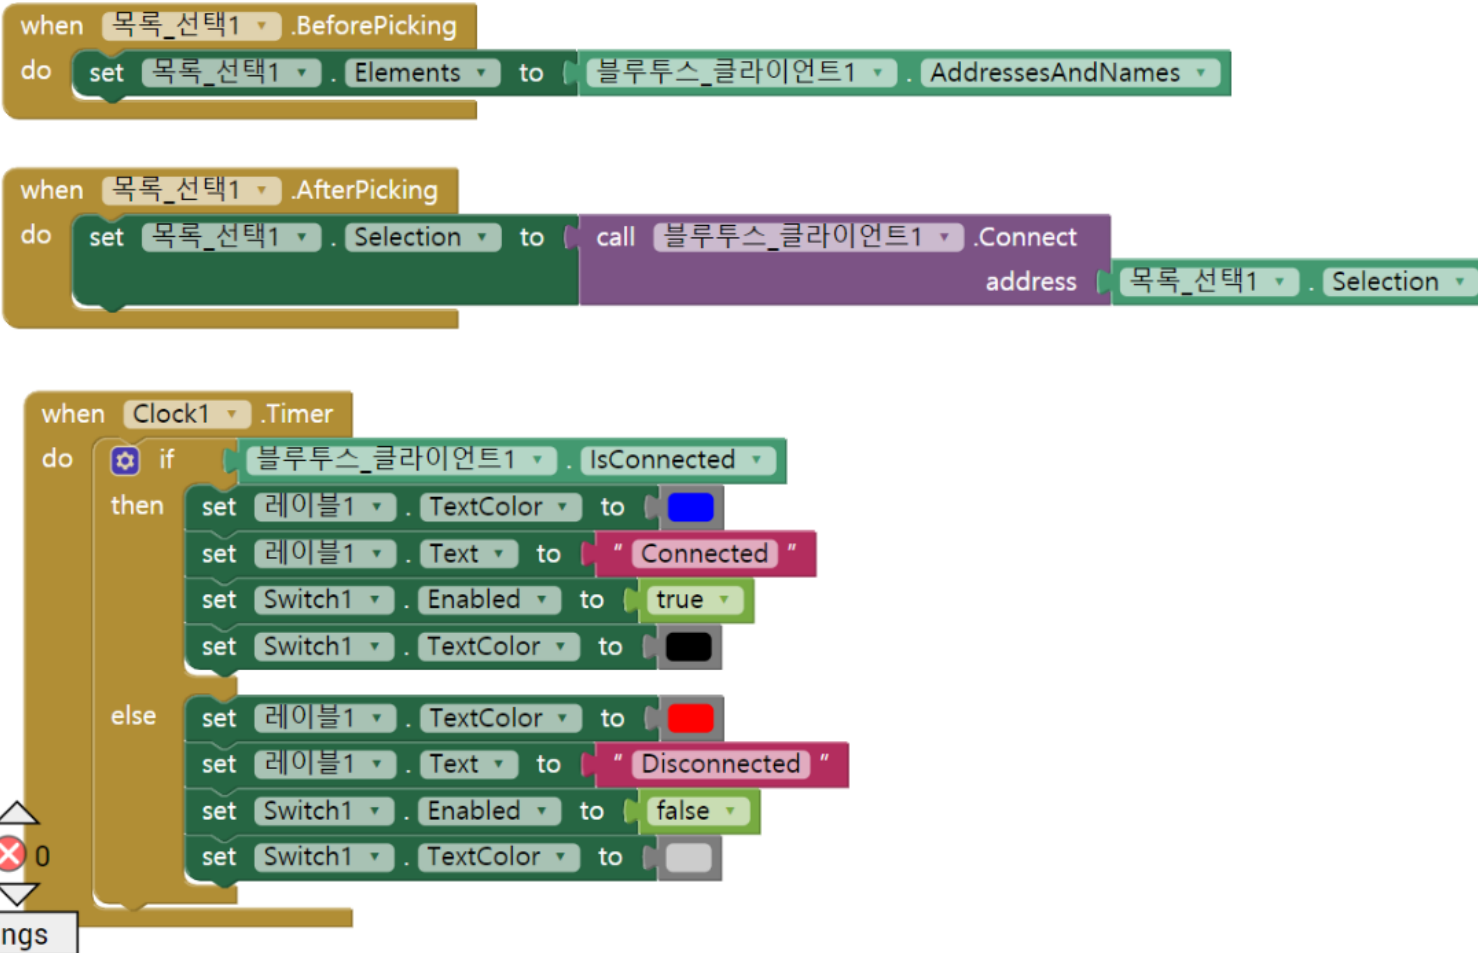 when 목록_선택1 .BeforePicking
do set 목록_선택1 . Elements to 블루투스_클라이언트1 . AddressesAndNames
when 목록_선택1 .AfterPicking
do set 목록_선택1 . Selection to call 블루투스_클라이언트1 .Connect
address 목록_선택1 . Selection
when Clock1 .Timer
do if 블루투스_클라이언트1 . IsConnected
then set 레이블1 . TextColor to
set 레이블1 . Text to " Connected "
set Switch1 . Enabled to true
set Switch1 . TextColor to
else set 레이블1 . TextColor to
set 레이블1 . Text to " Disconnected "
set Switch1 . Enabled to false
0 set Switch1 . TextColor to
ngs